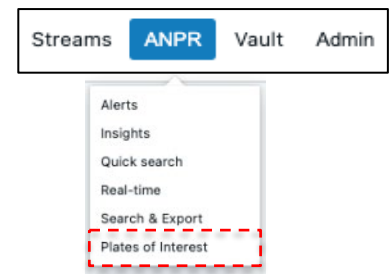 Streams ANPR Vault Admin
Alerts
Insights
Quick search
Real-time
Search & Export
Plates of Interest